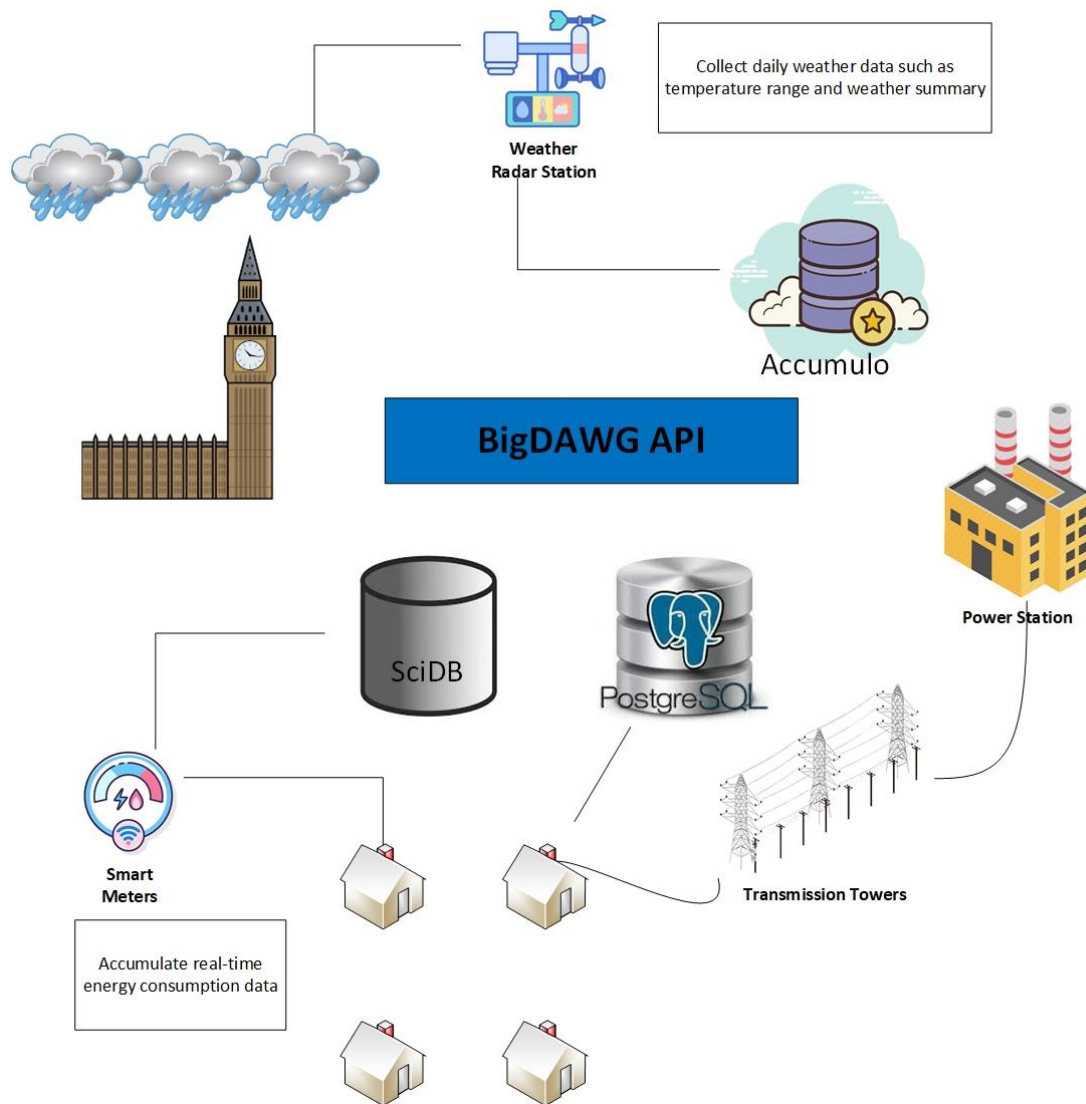 Collect daily weather data such as
temperature range and weather summary
Weather
Radar Station
Accumulo
BigDAWG API
Power Station
SciDB
PostgreSQL
Smart
Meters
Transmission Towers
Accumulate real-time
energy consumption data